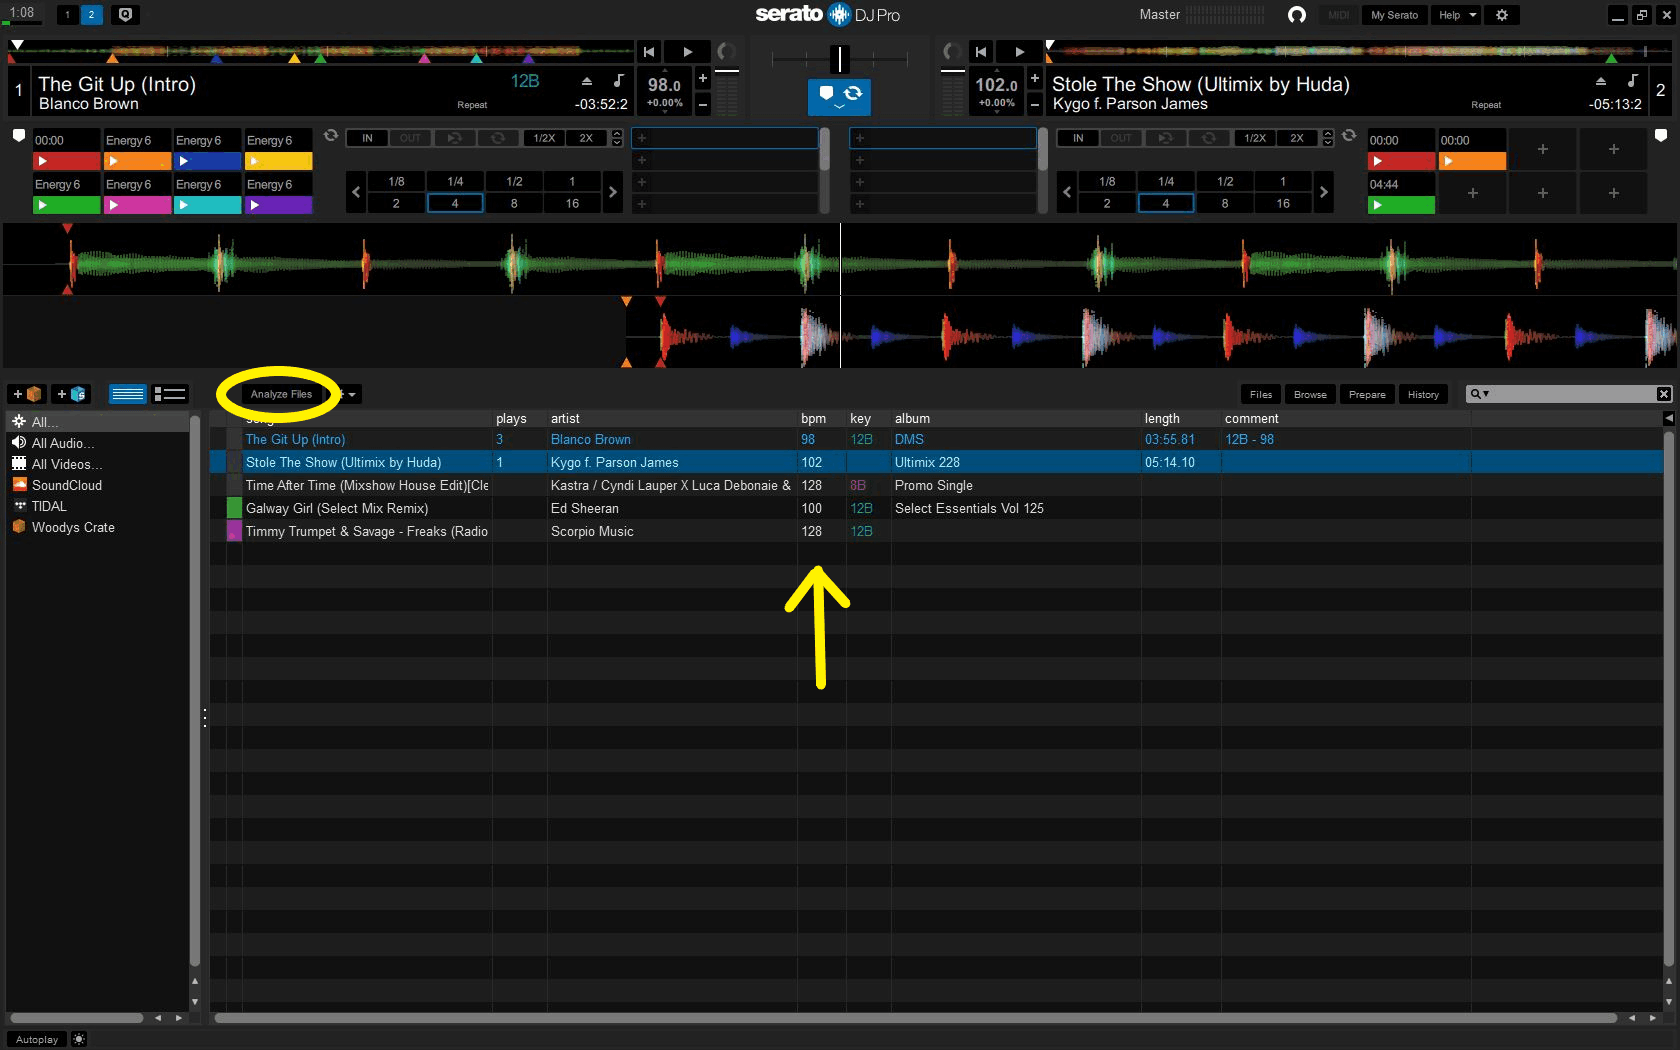 1:08
1 2
serato DJ Pro
Master
MIDI My Serato Help
1
The Git Up (Intro)
Blanco Brown
12B
Repeat
-03:52:2
98.0
+0.00%
102.0
+0.00%
Stole The Show (Ultimix by Huda)
Kygo f. Parson James
Repeat
-05:13:2
2
00:00 Energy 6 Energy 6 Energy 6
Energy 6 Energy 6 Energy 6 Energy 6
IN OUT 1/2X 2X
1/8 1/4 1/2 1
2 4 8 16
IN OUT 1/2X 2X
1/8 1/4 1/2 1
2 4 8 16
00:00 00:00
04:44
Analyze Files
Files Browse Prepare History
All...
All Audio...
All Videos...
SoundCloud
TIDAL
Woodys Crate
song plays artist bpm key album length comment
The Git Up (Intro) 3 Blanco Brown 98 12B DMS 03:55.81 12B - 98
Stole The Show (Ultimix by Huda) 1 Kygo f. Parson James 102 Ultimix 228 05:14.10
Time After Time (Mixshow House Edit)[Cle Kastra / Cyndi Lauper X Luca Debonaie & 128 8B Promo Single
Galway Girl (Select Mix Remix) Ed Sheeran 100 12B Select Essentials Vol 125
Timmy Trumpet & Savage - Freaks (Radio Scorpio Music 128 12B
Autoplay